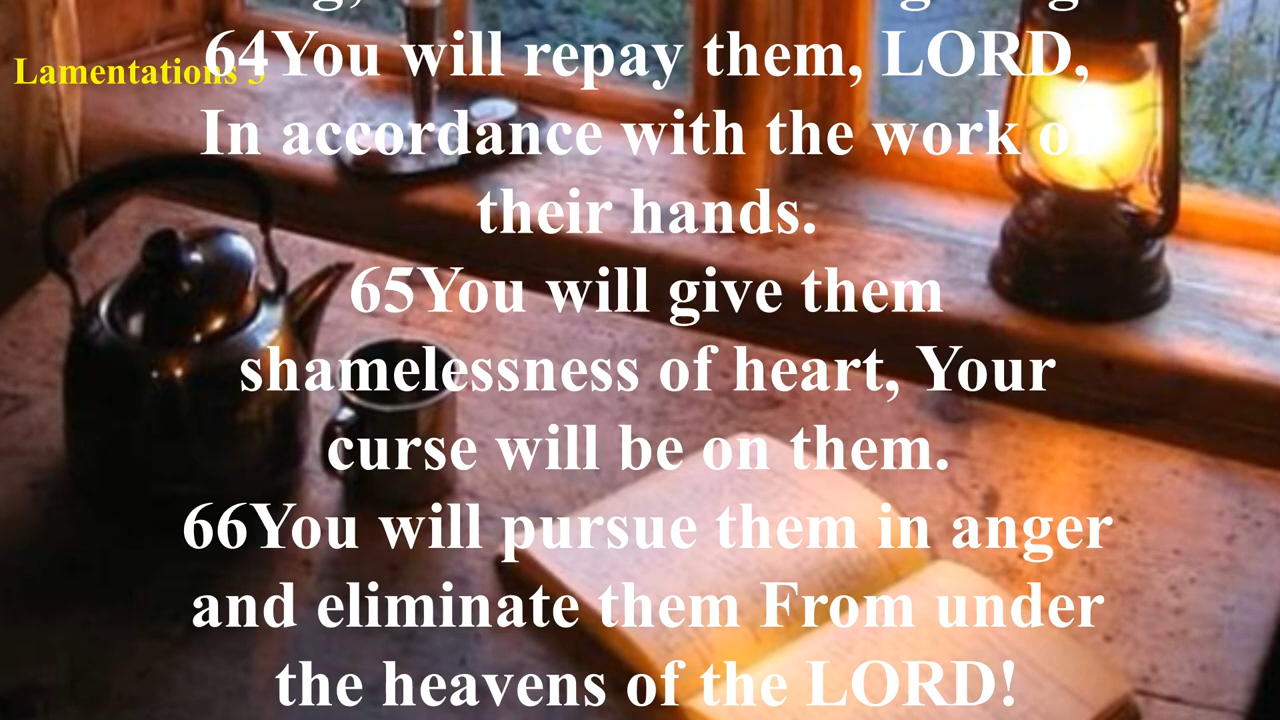 64You will repay them, LORD,
Lamentations 3
In accordance with the work of
their hands.
65You will give them
shamelessness of heart, Your
curse will be on them.
66You will pursue them in anger
and eliminate them From under
the heavens of the LORD!